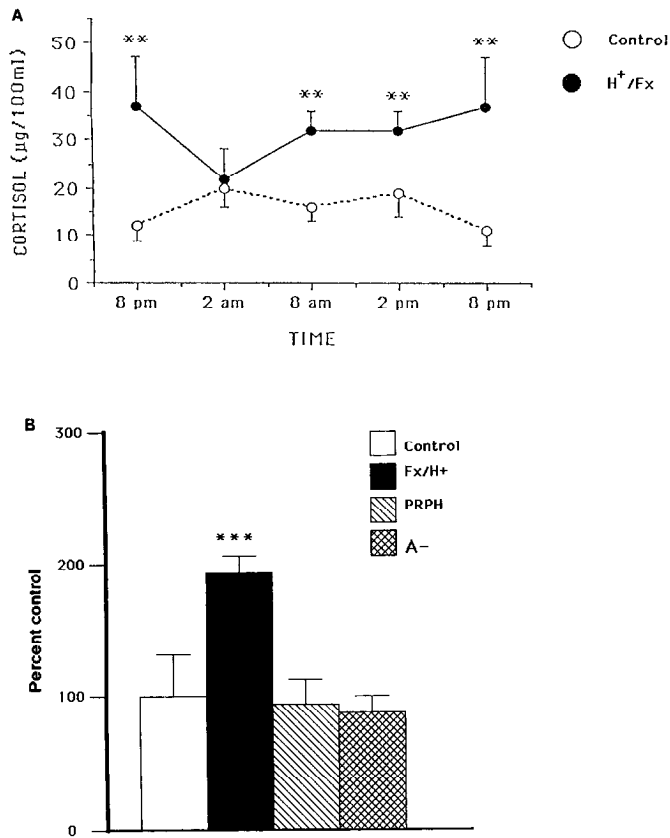 A
CORTISOL (µg/100ml)
50
40
30
20
10
0
**
**
**
**
8 pm
2 am
8 am
2 pm
8 pm
TIME
Control
H+/Fx
B
Percent control
300
200
100
0
***
Control
Fx/H+
PRPH
A-